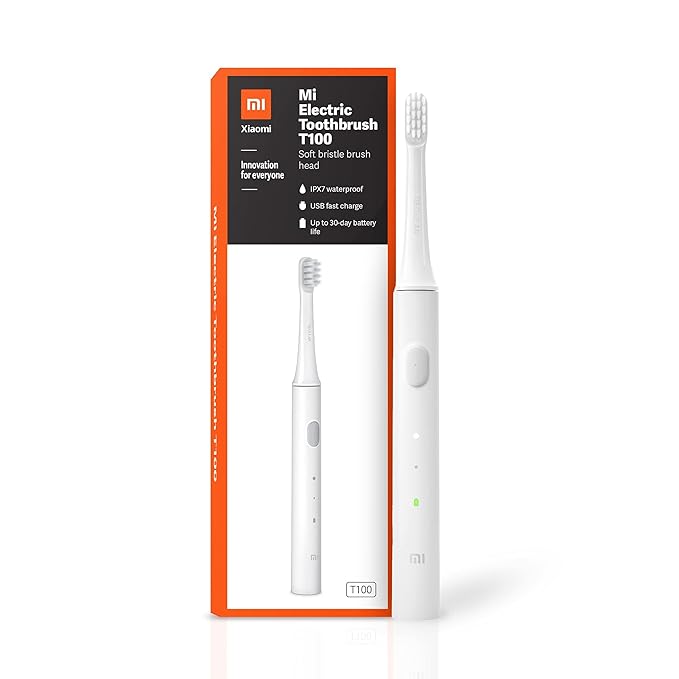 mi
Xiaomi
Innovation
for everyone
Mi
Electric
Toothbrush
T100
Soft bristle brush
head
IPX7 waterproof
USB fast charge
Up to 30-day battery
life
Mi Electric Toothbrush T100
mi
T100
mi